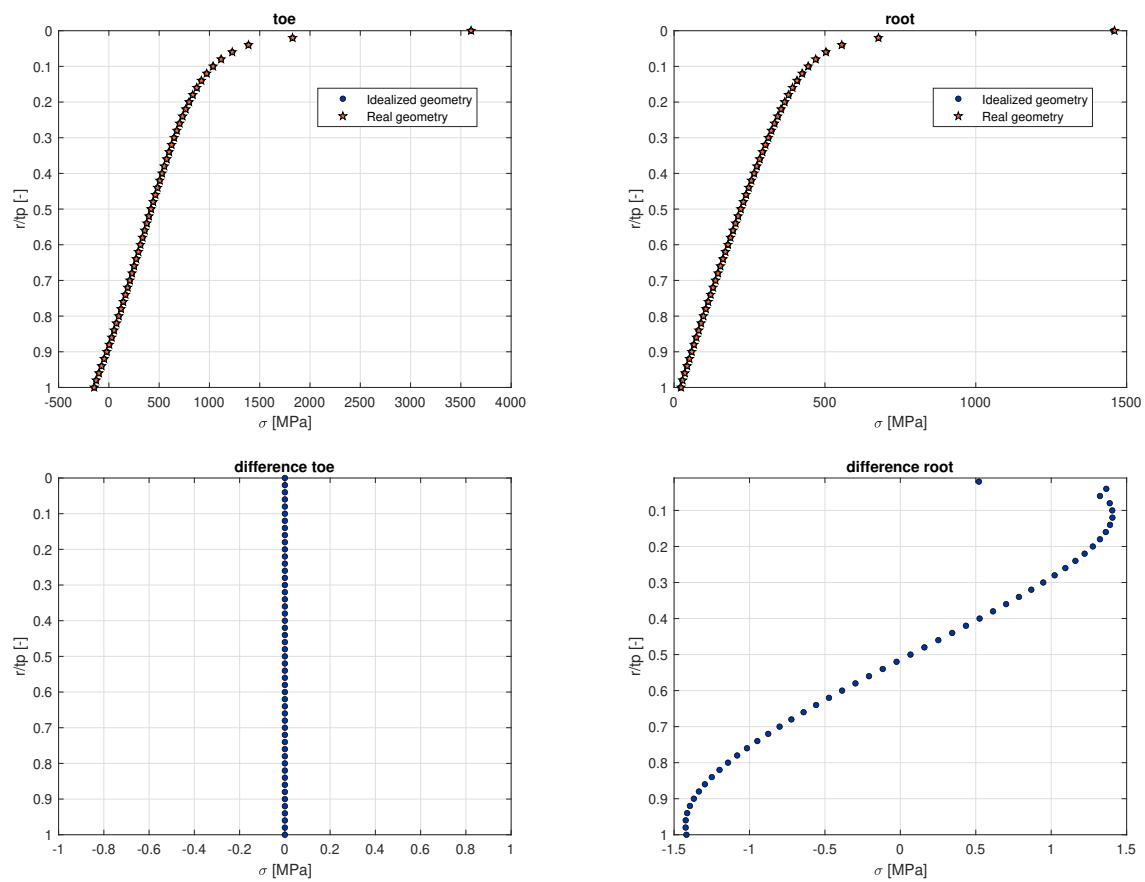 toe
0
0.1
0.2
0.3
0.4
0.5
0.6
0.7
0.8
0.9
1
r/tp [-]
Idealized geometry
Real geometry
-500 0 500 1000 1500 2000 2500 3000 3500 4000
σ [MPa]
root
0
0.1
0.2
0.3
0.4
0.5
0.6
0.7
0.8
0.9
1
r/tp [-]
Idealized geometry
Real geometry
0 500 1000 1500
σ [MPa]
difference toe
0
0.1
0.2
0.3
0.4
0.5
0.6
0.7
0.8
0.9
1
r/tp [-]
-1 -0.8 -0.6 -0.4 -0.2 0 0.2 0.4 0.6 0.8 1
σ [MPa]
difference root
0.1
0.2
0.3
0.4
0.5
0.6
0.7
0.8
0.9
1
r/tp [-]
-1.5 -1 -0.5 0 0.5 1 1.5
σ [MPa]